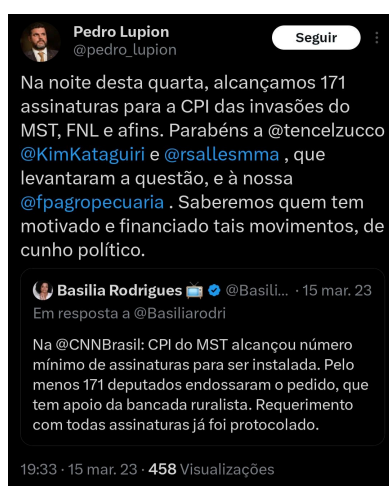 Pedro Lupion
@pedro_lupion
Seguir
Na noite desta quarta, alcançamos 171
assinaturas para a CPI das invasões do
MST, FNL e afins. Parabéns a @tencelzucco
@KimKataguiri e @rsallesmma , que
levantaram a questão, e à nossa
@fpagropecuaria . Saberemos quem tem
motivado e financiado tais movimentos, de
cunho político.
Basilia Rodrigues 📺 @Basili... · 15 mar. 23
Em resposta a @Basiliarodri
Na @CNNBrasil: CPI do MST alcançou número
mínimo de assinaturas para ser instalada. Pelo
menos 171 deputados endossaram o pedido, que
tem apoio da bancada ruralista. Requerimento
com todas assinaturas já foi protocolado.
19:33 · 15 mar. 23 · 458 Visualizações